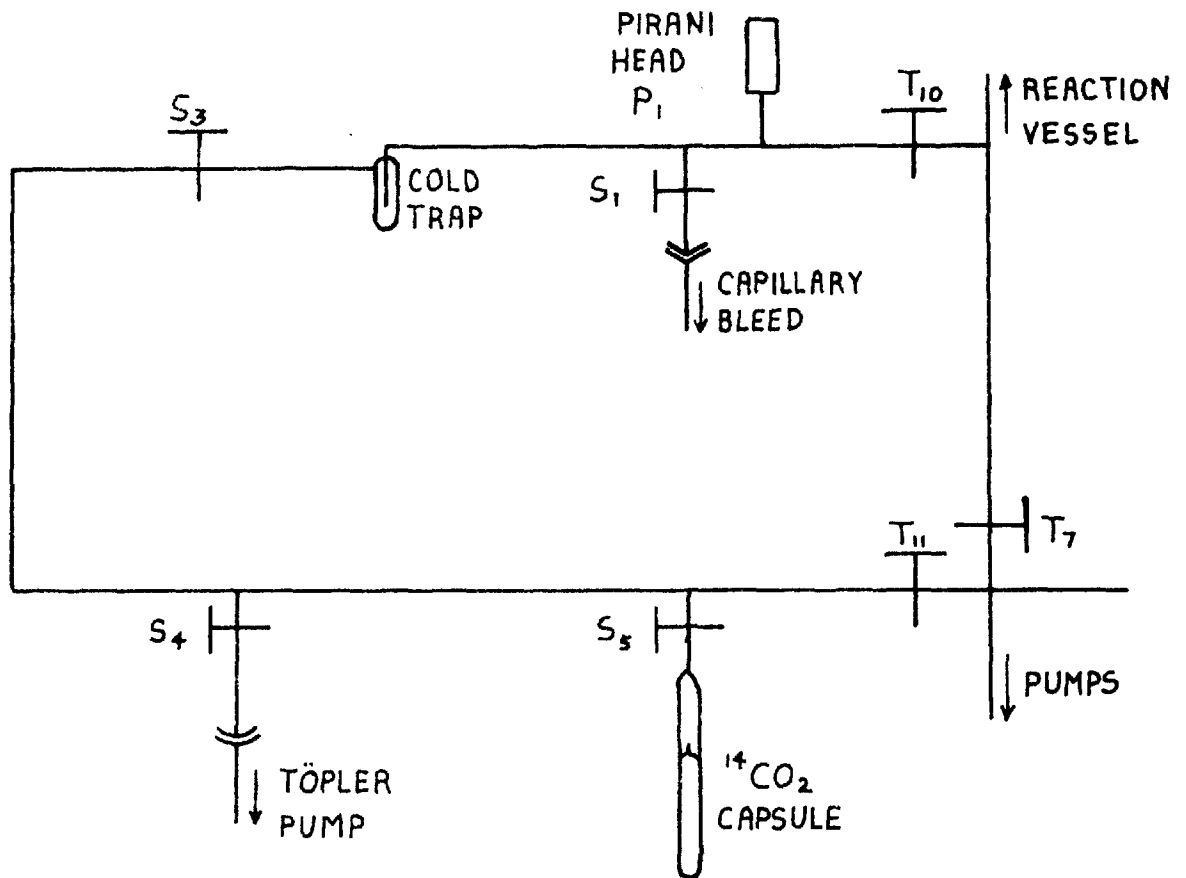 PIRANI
HEAD
P₁
T₁₀
REACTION
VESSEL
S₃
COLD
TRAP
S₁
CAPILLARY
BLEED
T₁₁
T₇
S₄
S₅
PUMPS
TÖPLER
PUMP
¹⁴CO₂
CAPSULE